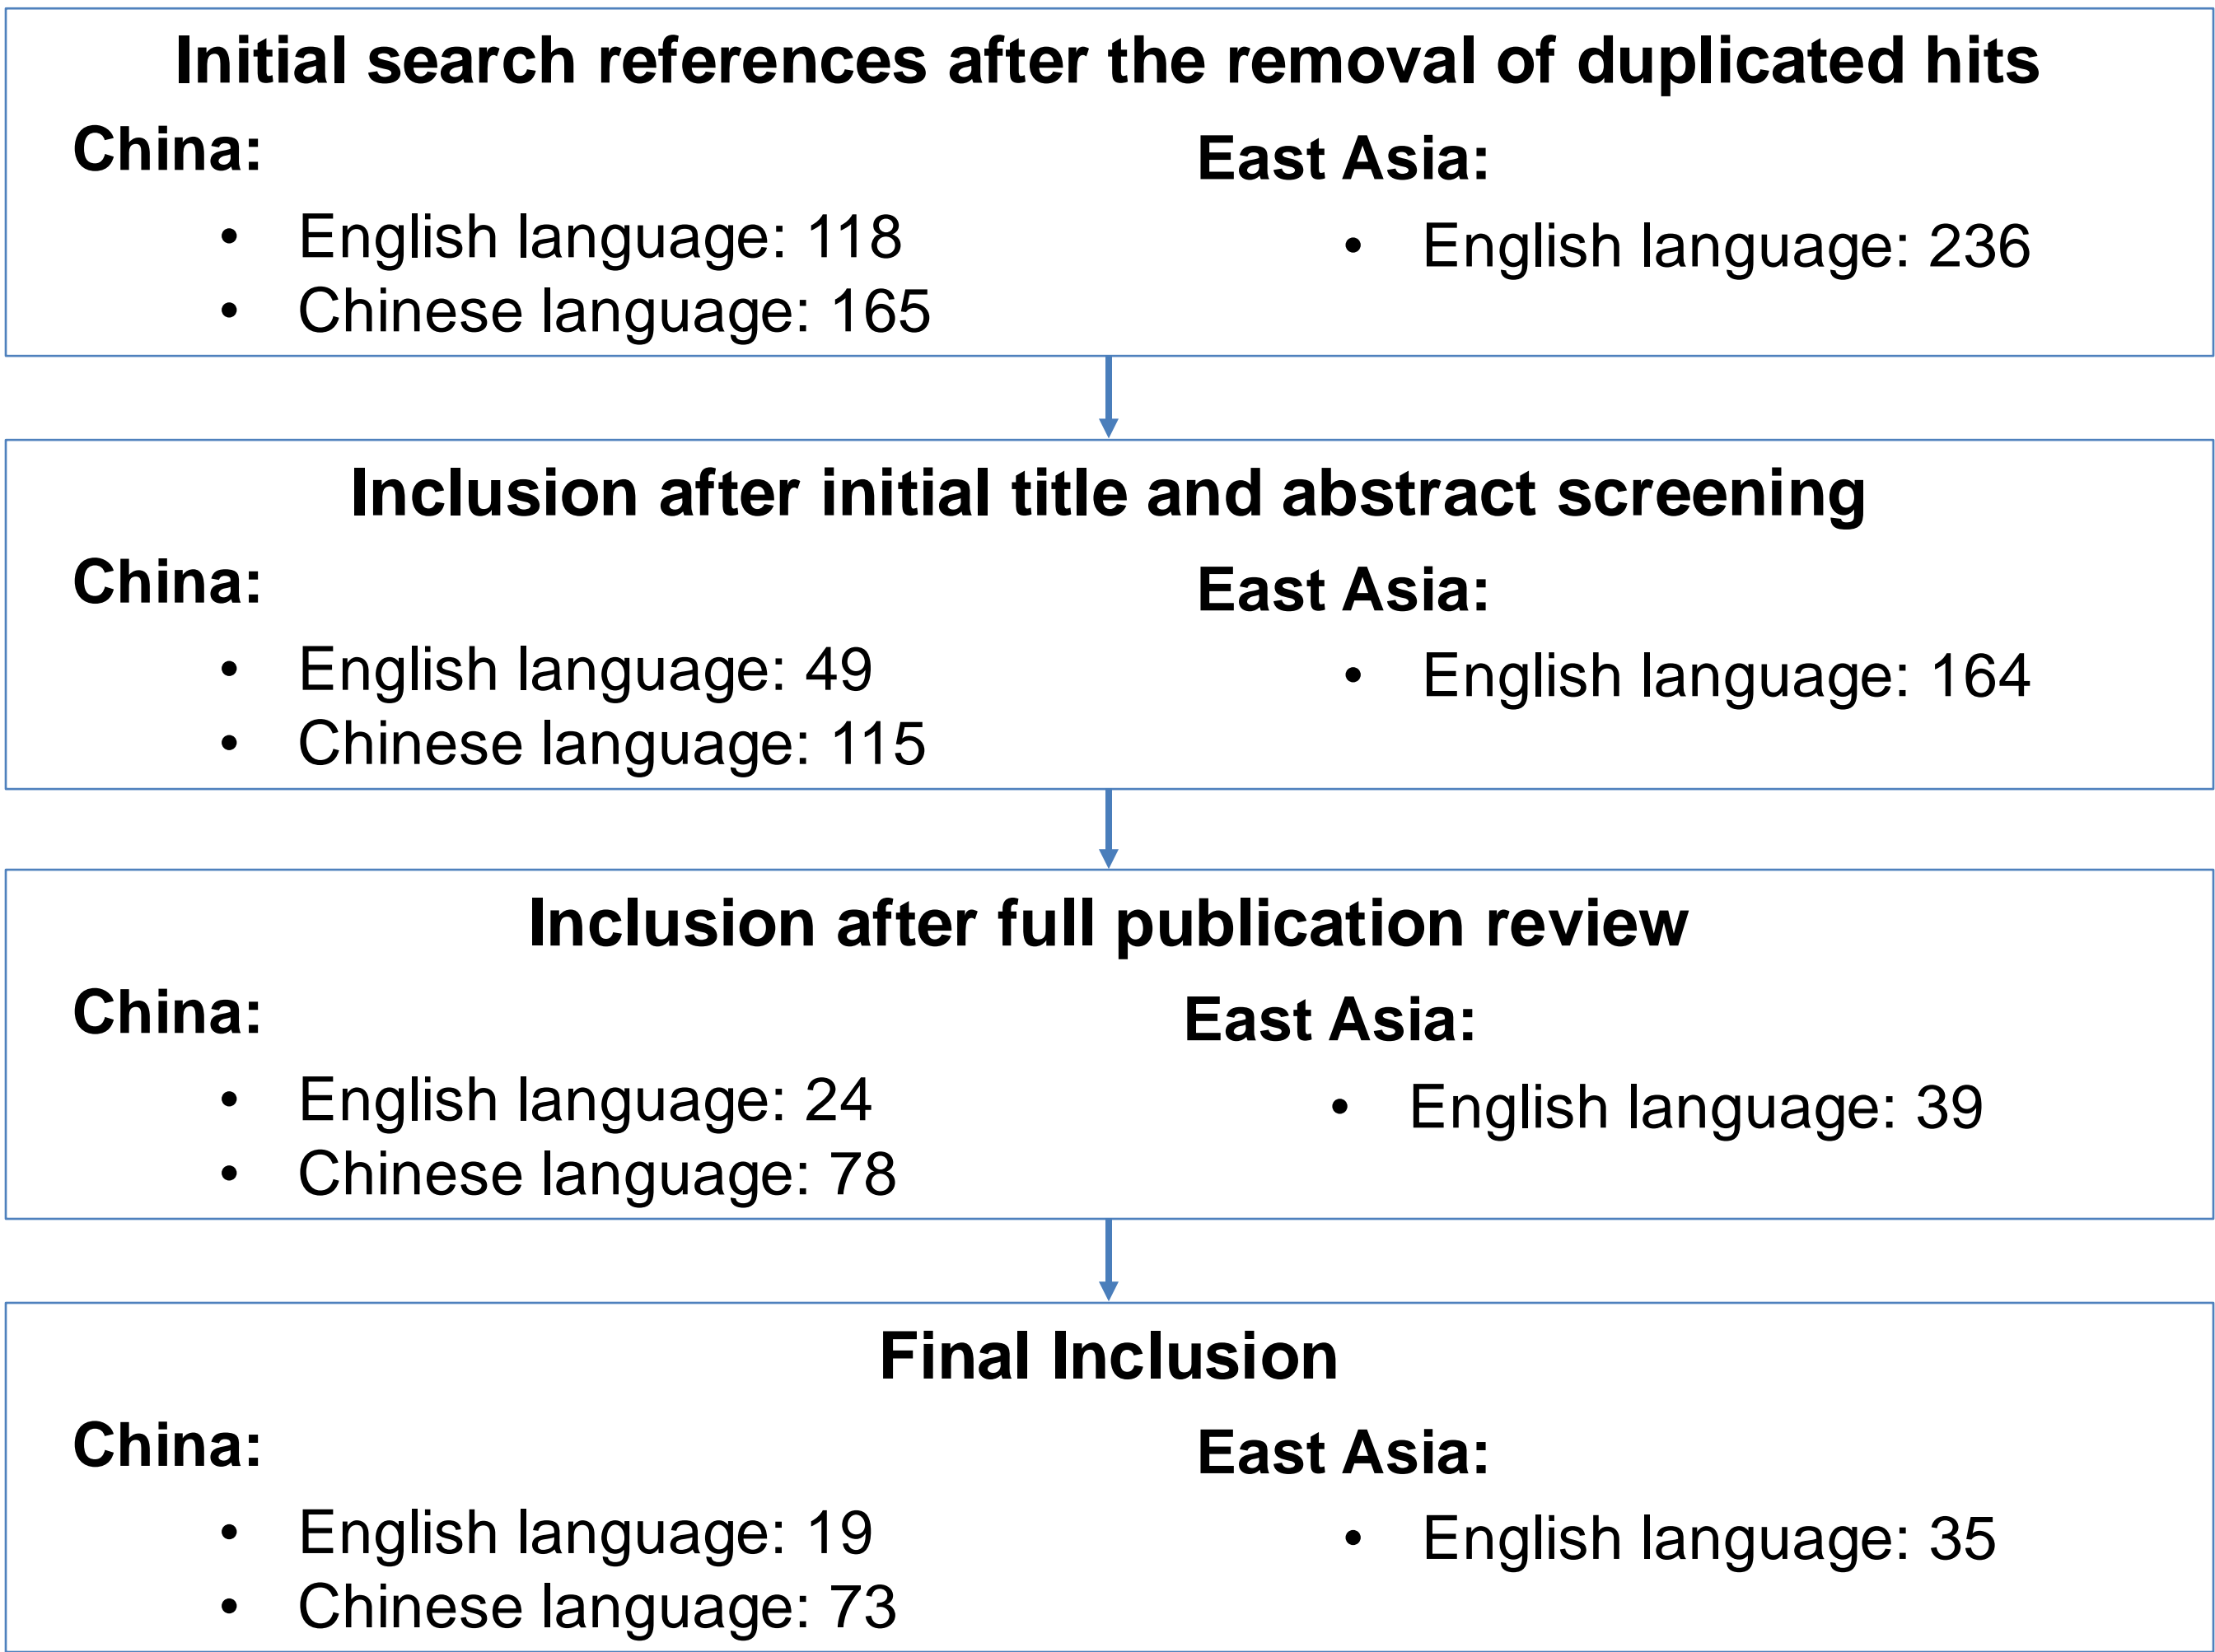 Initial search references after the removal of duplicated hits
China:
• English language: 118
• Chinese language: 165
East Asia:
• English language: 236
Inclusion after initial title and abstract screening
China:
• English language: 49
• Chinese language: 115
East Asia:
• English language: 164
Inclusion after full publication review
China:
• English language: 24
• Chinese language: 78
East Asia:
• English language: 39
Final Inclusion
China:
• English language: 19
• Chinese language: 73
East Asia:
• English language: 35